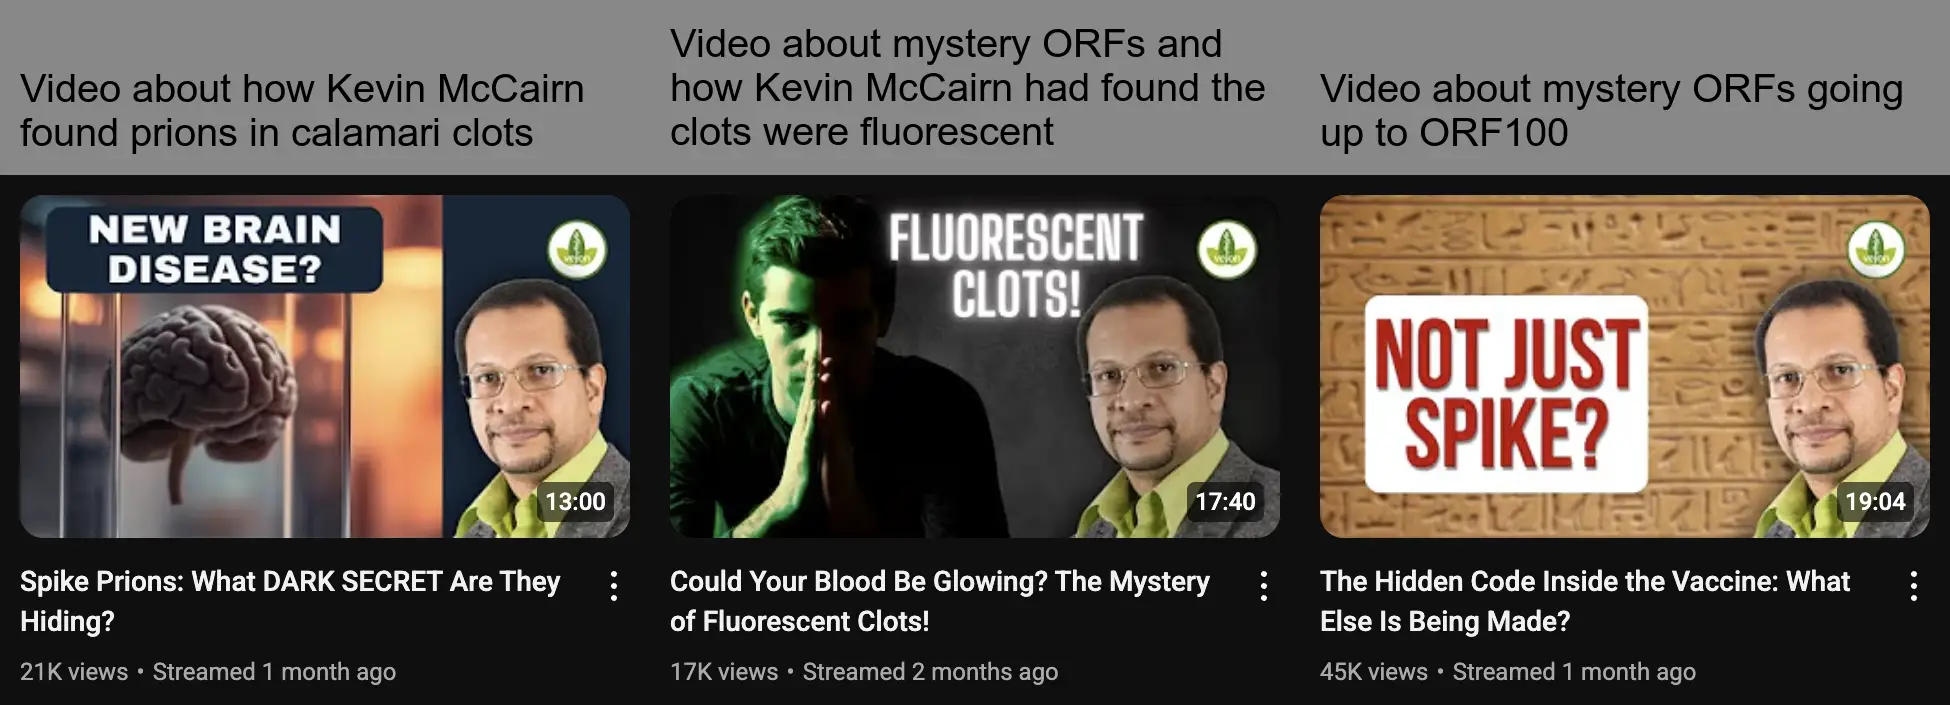 Video about how Kevin McCairn
found prions in calamari clots
Video about mystery ORFs and
how Kevin McCairn had found the
clots were fluorescent
Video about mystery ORFs going
up to ORF100
NEW BRAIN
DISEASE?
vejon
13:00
FLUORESCENT
CLOTS!
vejon
17:40
NOT JUST
SPIKE?
vejon
19:04
Spike Prions: What DARK SECRET Are They
Hiding?
21K views • Streamed 1 month ago
Could Your Blood Be Glowing? The Mystery
of Fluorescent Clots!
17K views • Streamed 2 months ago
The Hidden Code Inside the Vaccine: What
Else Is Being Made?
45K views • Streamed 1 month ago